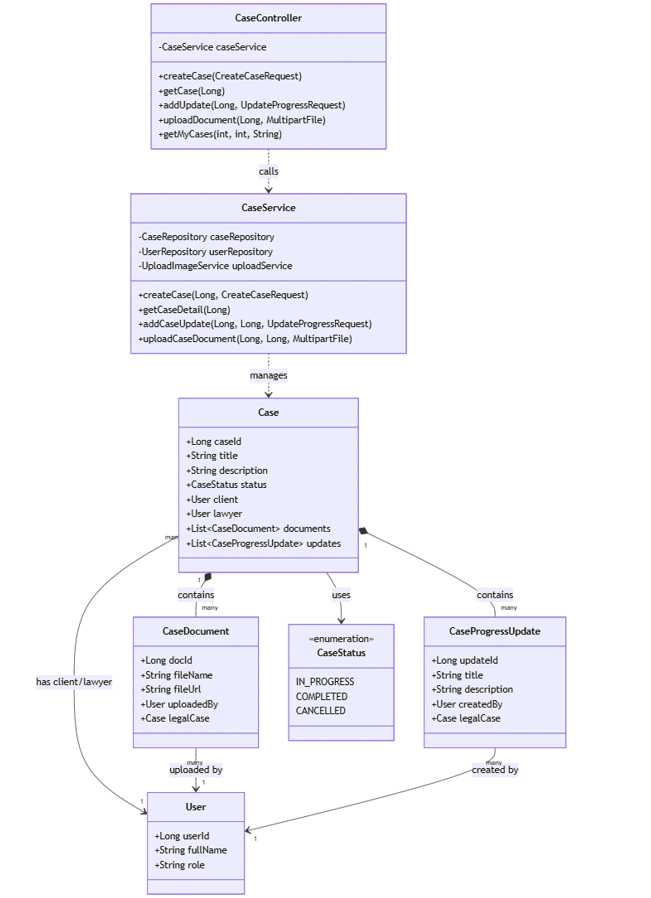 CaseController
-CaseService caseService
+createCase(CreateCaseRequest)
+getCase(Long)
+addUpdate(Long, UpdateProgressRequest)
+uploadDocument(Long, MultipartFile)
+getMyCases(int, int, String)
calls
CaseService
-CaseRepository caseRepository
-UserRepository userRepository
-UploadImageService uploadService
+createCase(Long, CreateCaseRequest)
+getCaseDetail(Long)
+addCaseUpdate(Long, Long, UpdateProgressRequest)
+uploadCaseDocument(Long, Long, MultipartFile)
manages
Case
+Long caseId
+String title
+String description
+CaseStatus status
+User client
+User lawyer
+List<CaseDocument> documents
+List<CaseProgressUpdate> updates
many
1
1
contains
uses
contains
many
many
CaseDocument
+Long docId
+String fileName
+String fileUrl
+User uploadedBy
+Case legalCase
«enumeration»
CaseStatus
IN_PROGRESS
COMPLETED
CANCELLED
CaseProgressUpdate
+Long updateId
+String title
+String description
+User createdBy
+Case legalCase
has client/lawyer
many
uploaded by
1
many
created by
1
1
User
+Long userId
+String fullName
+String role